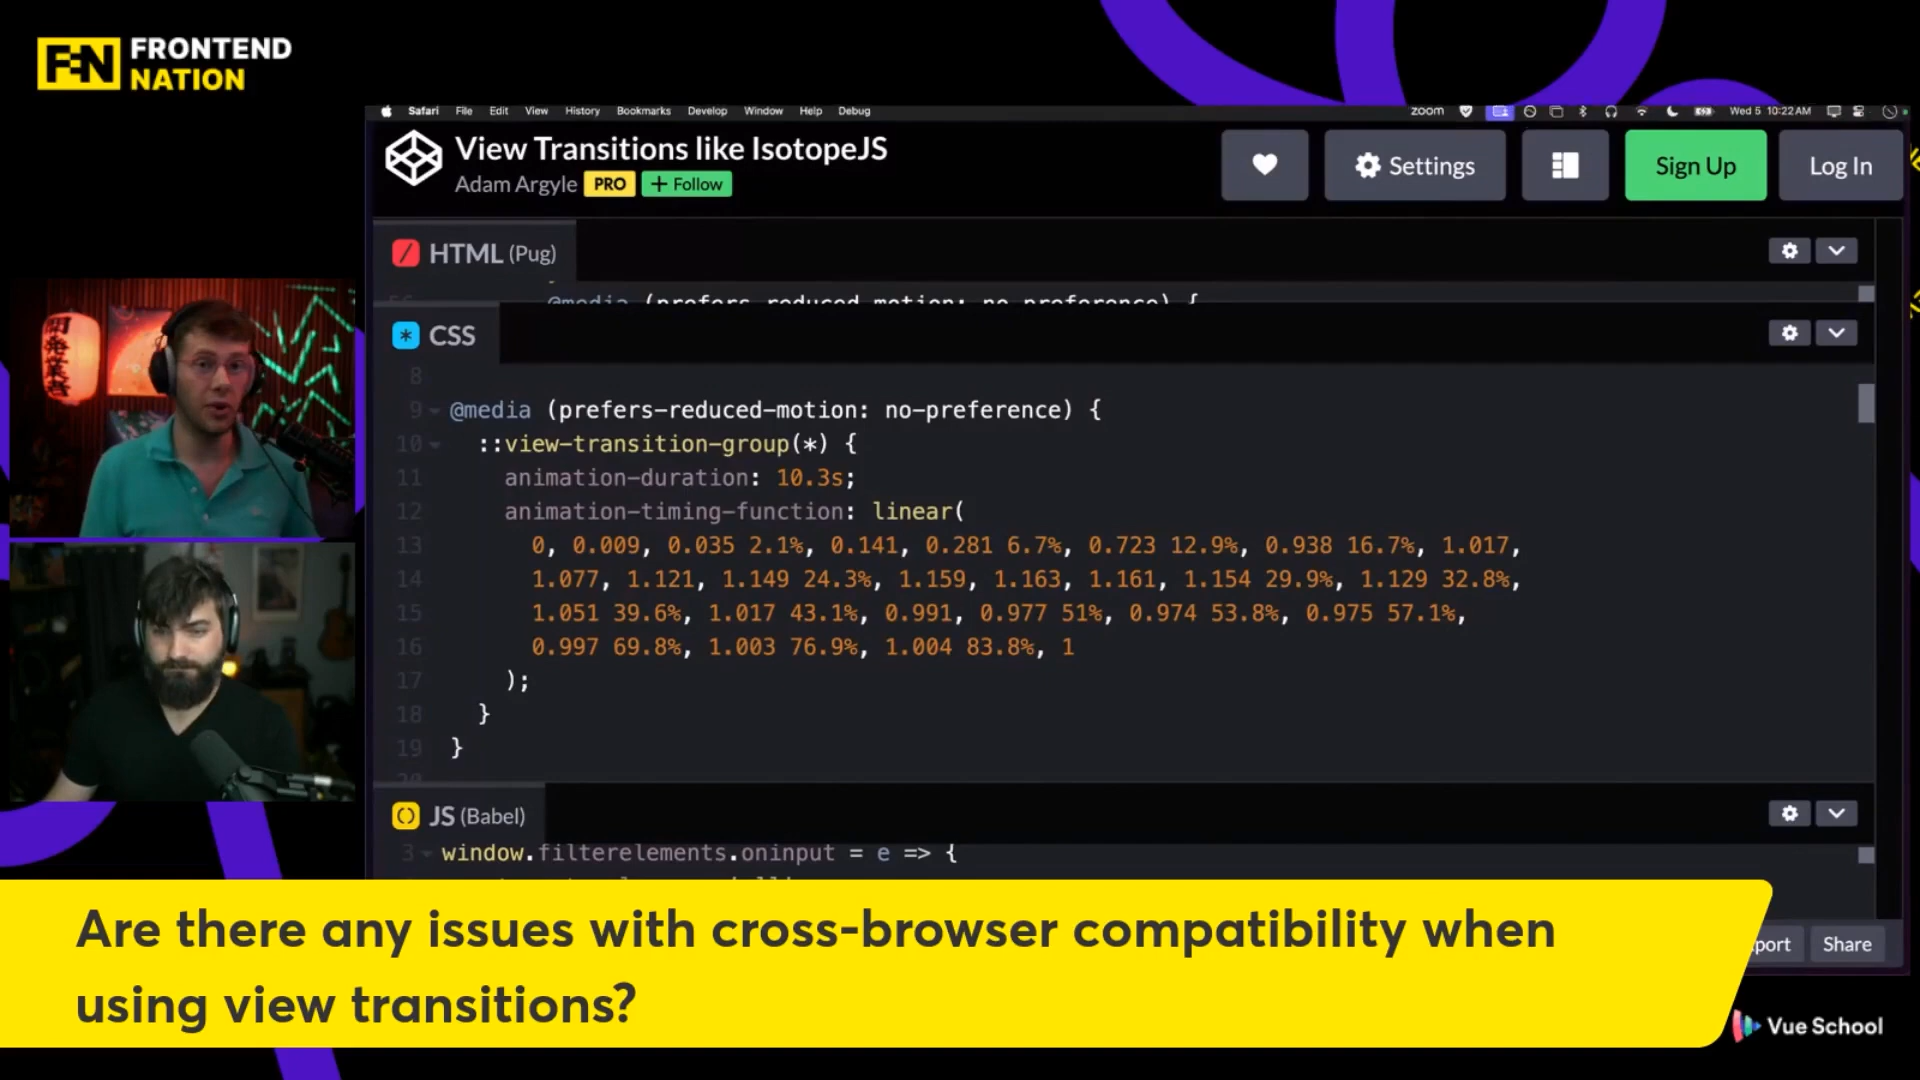 FRONTEND
NATION
Safari File Edit View History Bookmarks Develop Window Help Debug
zoom Wed 5 10:22 AM
View Transitions like IsotopeJS
Adam Argyle PRO + Follow
Settings
Sign Up
Log In
HTML (Pug)
@media (prefers-reduced-motion: no-preference) {
CSS
8
9 @media (prefers-reduced-motion: no-preference) {
10 ::view-transition-group(*) {
11 animation-duration: 10.3s;
12 animation-timing-function: linear(
13 0, 0.009, 0.035 2.1%, 0.141, 0.281 6.7%, 0.723 12.9%, 0.938 16.7%, 1.017,
14 1.077, 1.121, 1.149 24.3%, 1.159, 1.163, 1.161, 1.154 29.9%, 1.129 32.8%,
15 1.051 39.6%, 1.017 43.1%, 0.991, 0.977 51%, 0.974 53.8%, 0.975 57.1%,
16 0.997 69.8%, 1.003 76.9%, 1.004 83.8%, 1
17 );
18 }
19 }
20
JS (Babel)
3 window.filterelements.oninput = e => {
Share
Are there any issues with cross-browser compatibility when
using view transitions?
Vue School